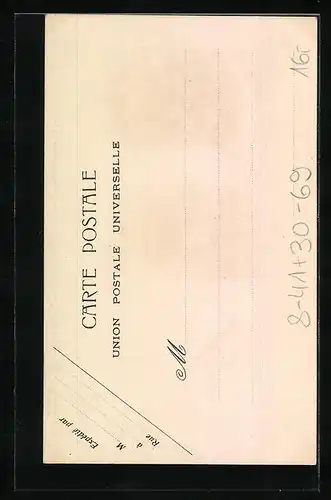 CARTE POSTALE
UNION POSTALE UNIVERSELLE
Expédié par
M
Rue
à
M
8-41+30-69
16,-